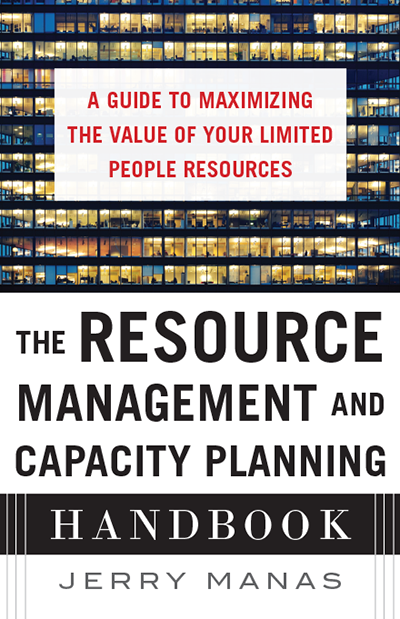 A GUIDE TO MAXIMIZING
THE VALUE OF YOUR LIMITED
PEOPLE RESOURCES
THE RESOURCE
MANAGEMENT AND
CAPACITY PLANNING
HANDBOOK
JERRY MANAS